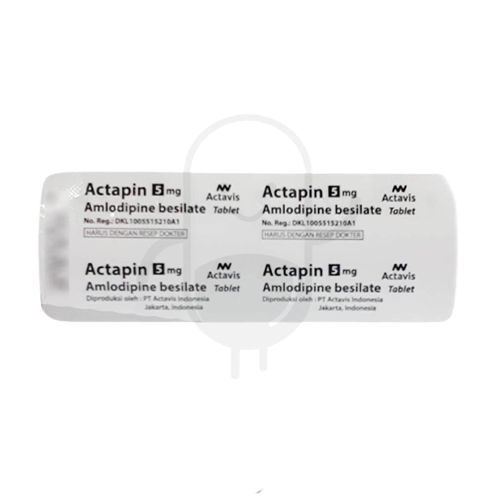 Actapin 5 mg
Actavis
Amlodipine besilate Tablet
No. Reg.: DKL1005515210A1
HARUS DENGAN RESEP DOKTER
Actapin 5 mg
Actavis
Amlodipine besilate Tablet
No. Reg.: DKL1005515210A1
HARUS DENGAN RESEP DOKTER
Actapin 5 mg
Actavis
Amlodipine besilate Tablet
Diproduksi oleh : PT Actavis Indonesia
Jakarta, Indonesia
Actapin 5 mg
Actavis
Amlodipine besilate Tablet
Diproduksi oleh : PT Actavis Indonesia
Jakarta, Indonesia